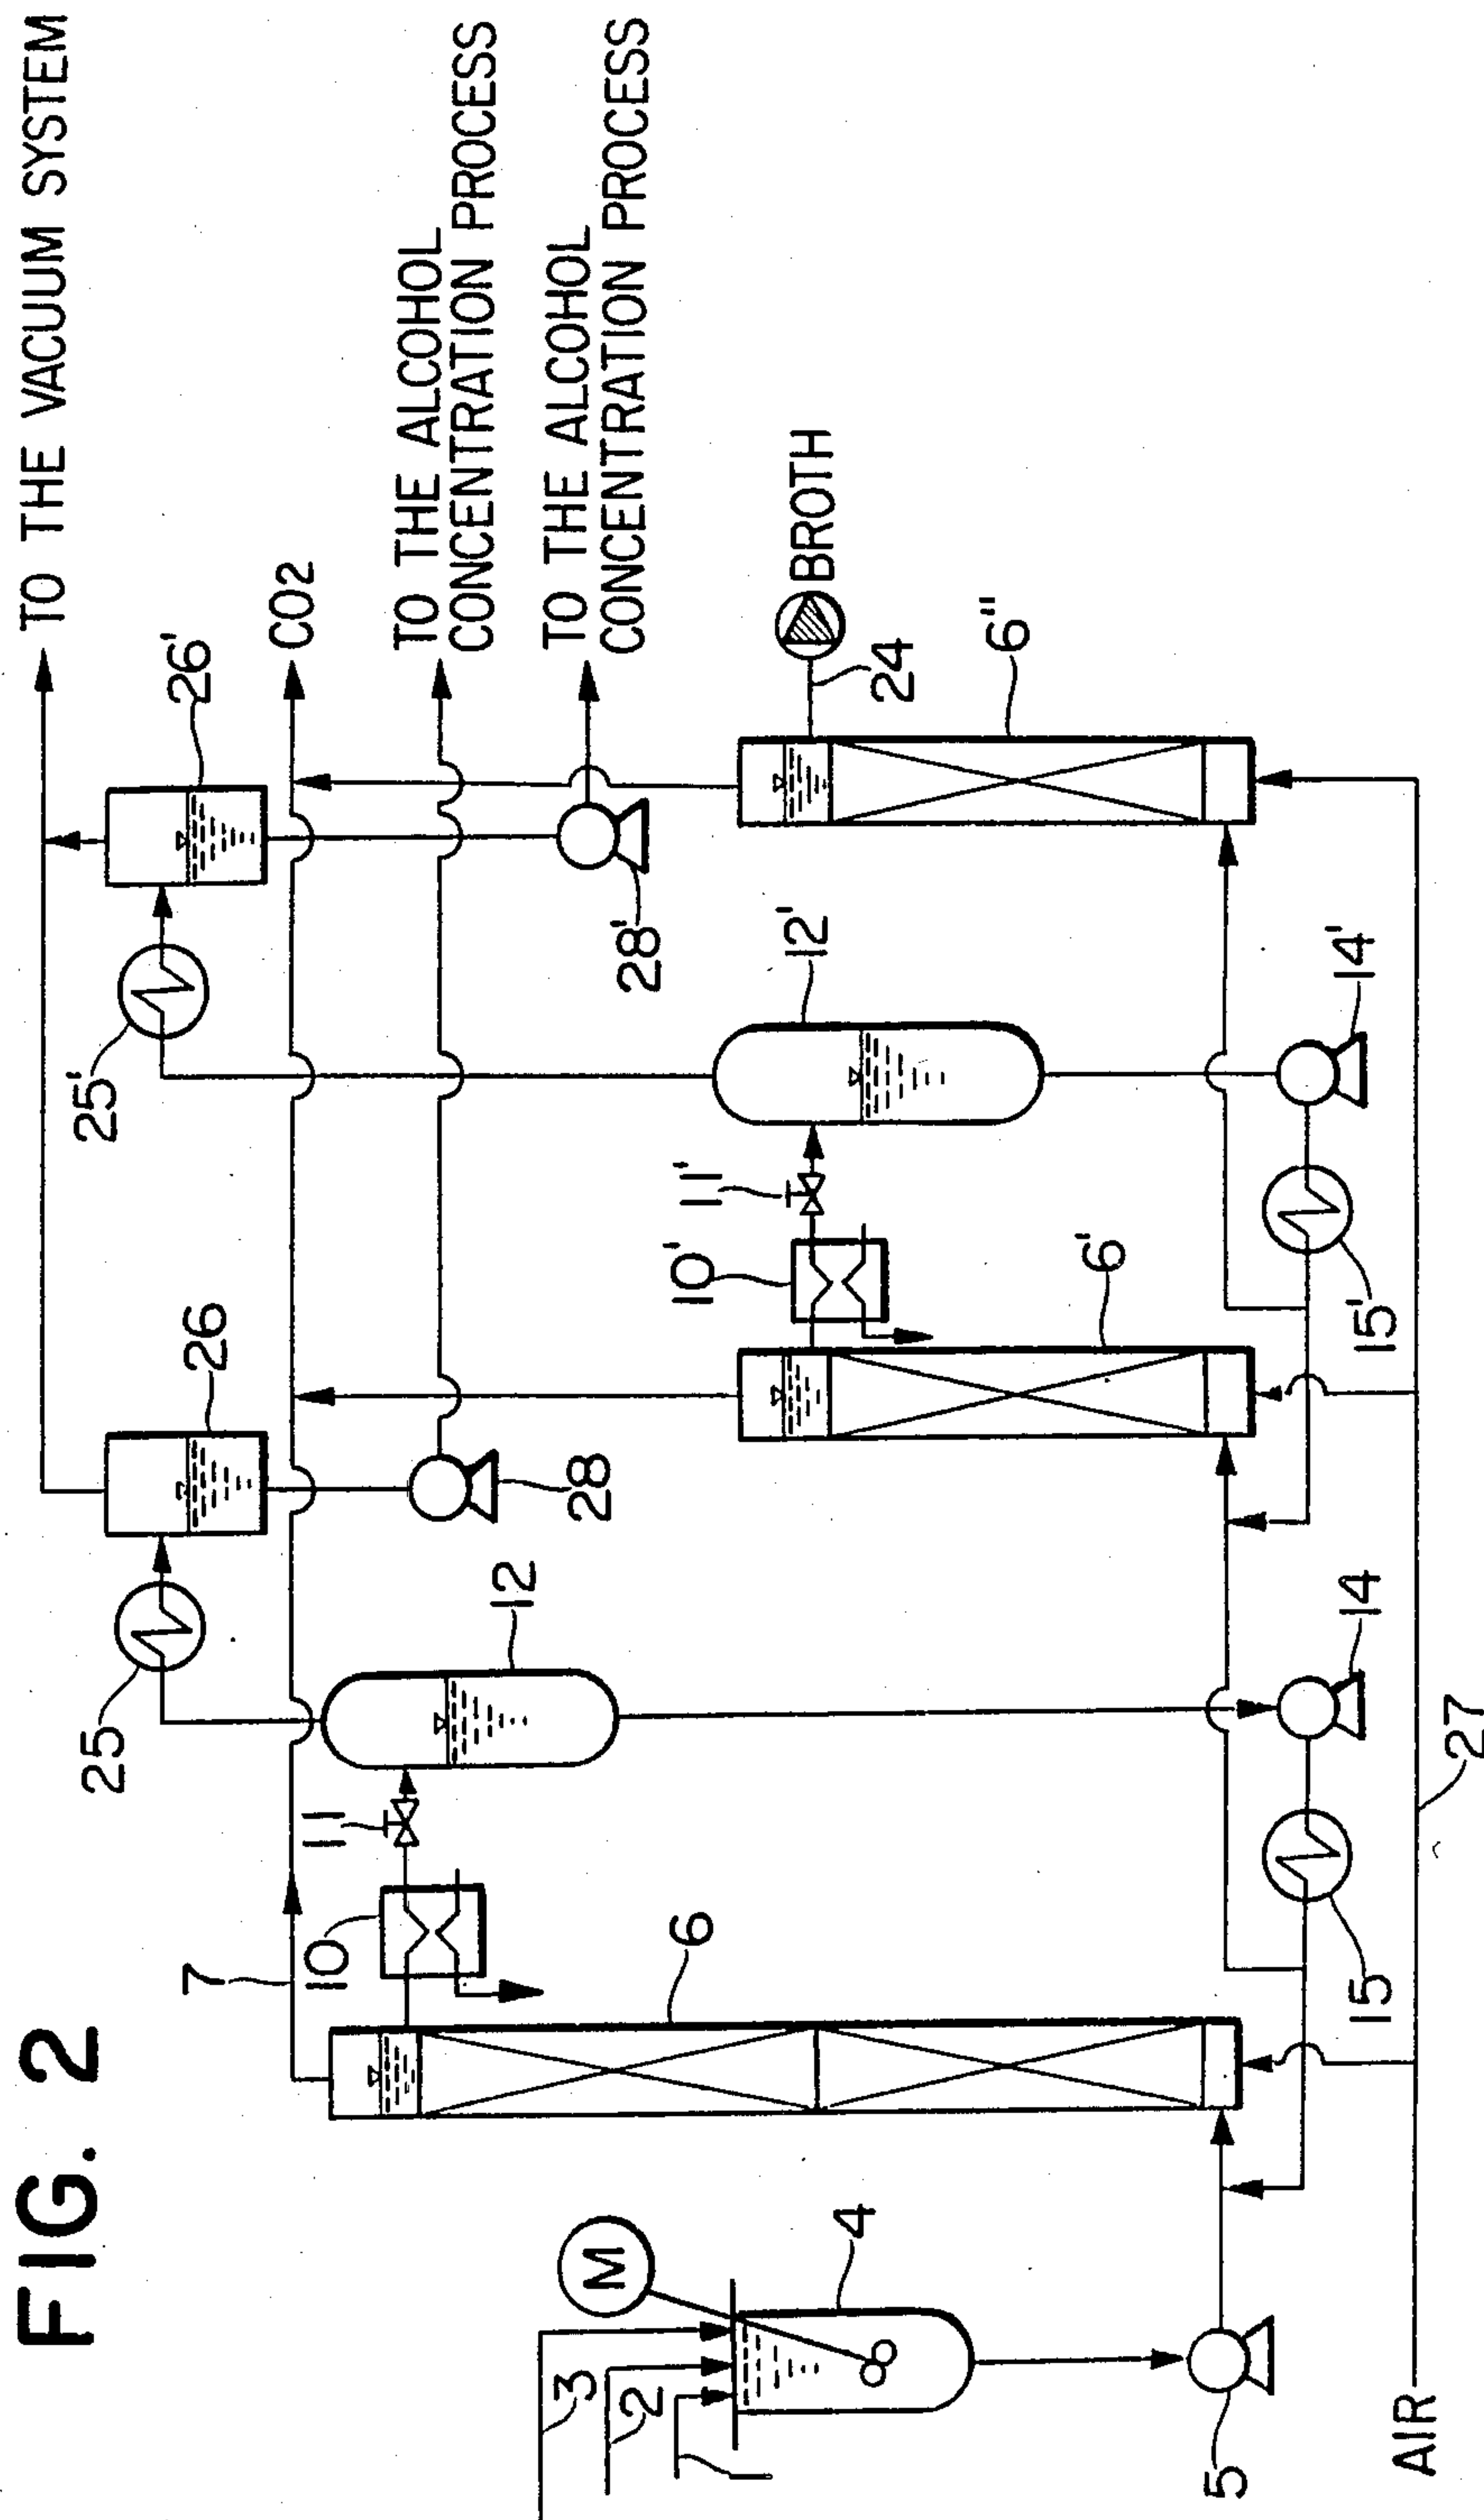 FIG. 2
TO THE VACUUM SYSTEM
CO2
TO THE ALCOHOL
CONCENTRATION PROCESS
TO THE ALCOHOL
CONCENTRATION PROCESS
BROTH
AIR
M
1
2
3
4
5
6
7
10
11
12
14
15
25
26
28
27
6'
10'
11'
12'
14'
15'
25'
26'
28'
6"
24